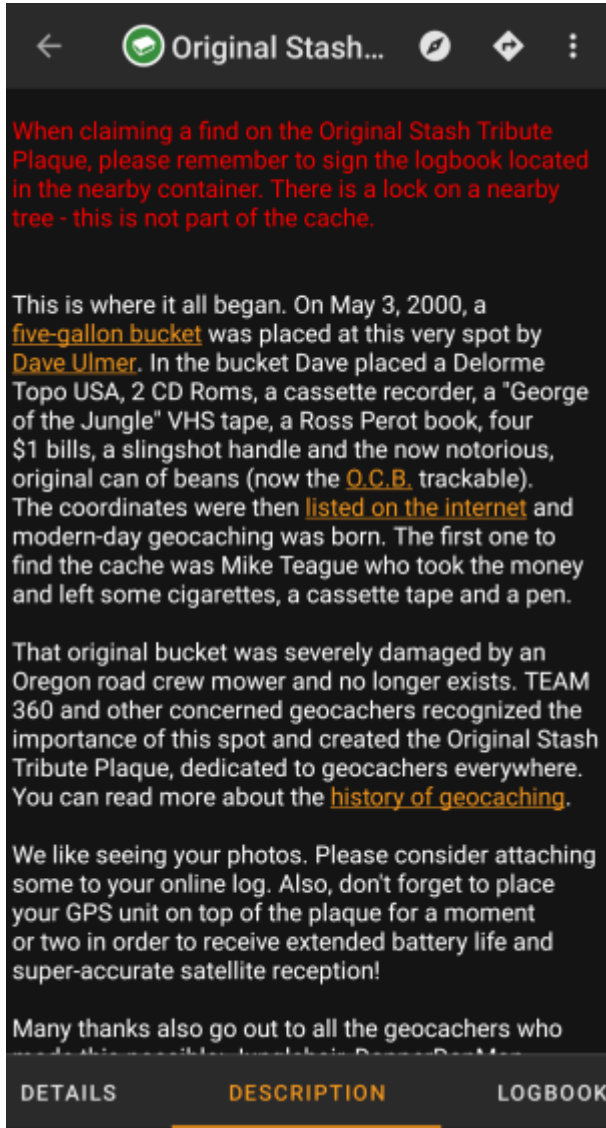 Original Stash...
When claiming a find on the Original Stash Tribute
Plaque, please remember to sign the logbook located
in the nearby container. There is a lock on a nearby
tree - this is not part of the cache.
This is where it all began. On May 3, 2000, a
five-gallon bucket was placed at this very spot by
Dave Ulmer. In the bucket Dave placed a Delorme
Topo USA, 2 CD Roms, a cassette recorder, a "George
of the Jungle" VHS tape, a Ross Perot book, four
$1 bills, a slingshot handle and the now notorious,
original can of beans (now the O.C.B. trackable).
The coordinates were then listed on the internet and
modern-day geocaching was born. The first one to
find the cache was Mike Teague who took the money
and left some cigarettes, a cassette tape and a pen.
That original bucket was severely damaged by an
Oregon road crew mower and no longer exists. TEAM
360 and other concerned geocachers recognized the
importance of this spot and created the Original Stash
Tribute Plaque, dedicated to geocachers everywhere.
You can read more about the history of geocaching.
We like seeing your photos. Please consider attaching
some to your online log. Also, don't forget to place
your GPS unit on top of the plaque for a moment
or two in order to receive extended battery life and
super-accurate satellite reception!
Many thanks also go out to all the geocachers who
DETAILS DESCRIPTION LOGBOOK